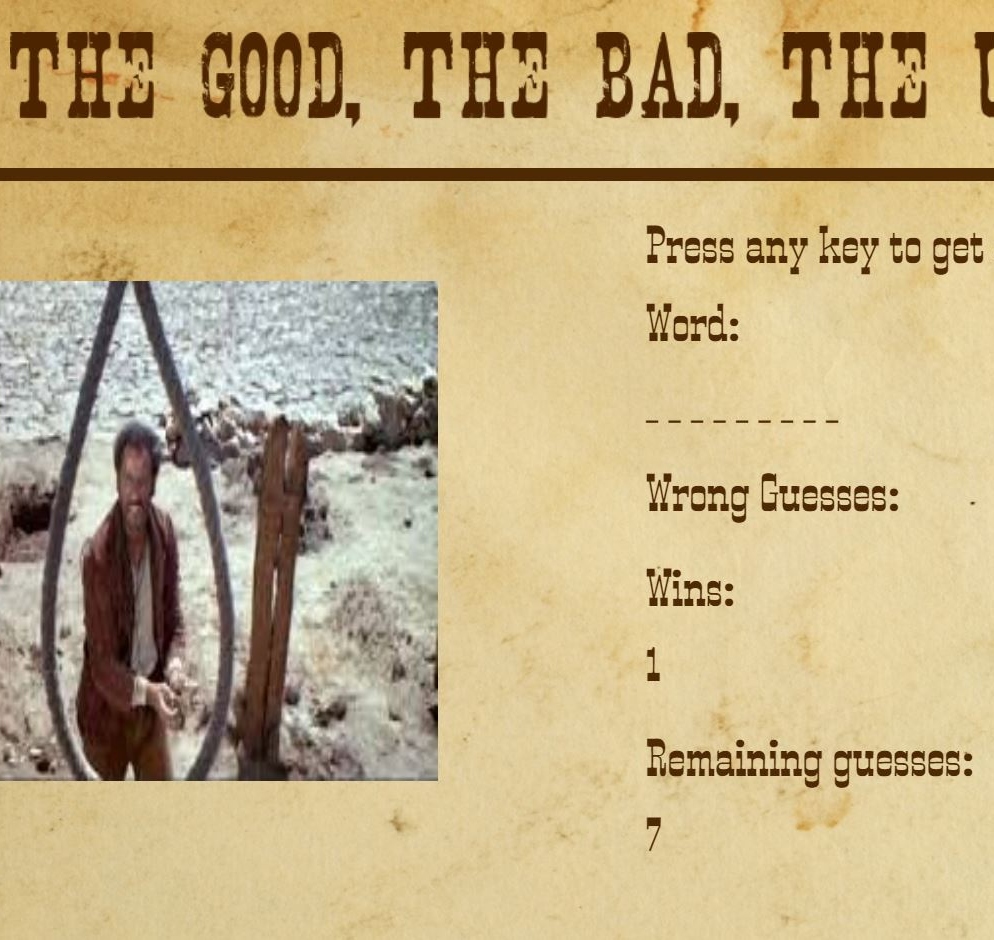 THE GOOD, THE BAD, THE
Press any key to get
Word:
_ _ _ _ _ _ _ _ _
Wrong Guesses:
Wins:
1
Remaining guesses:
7